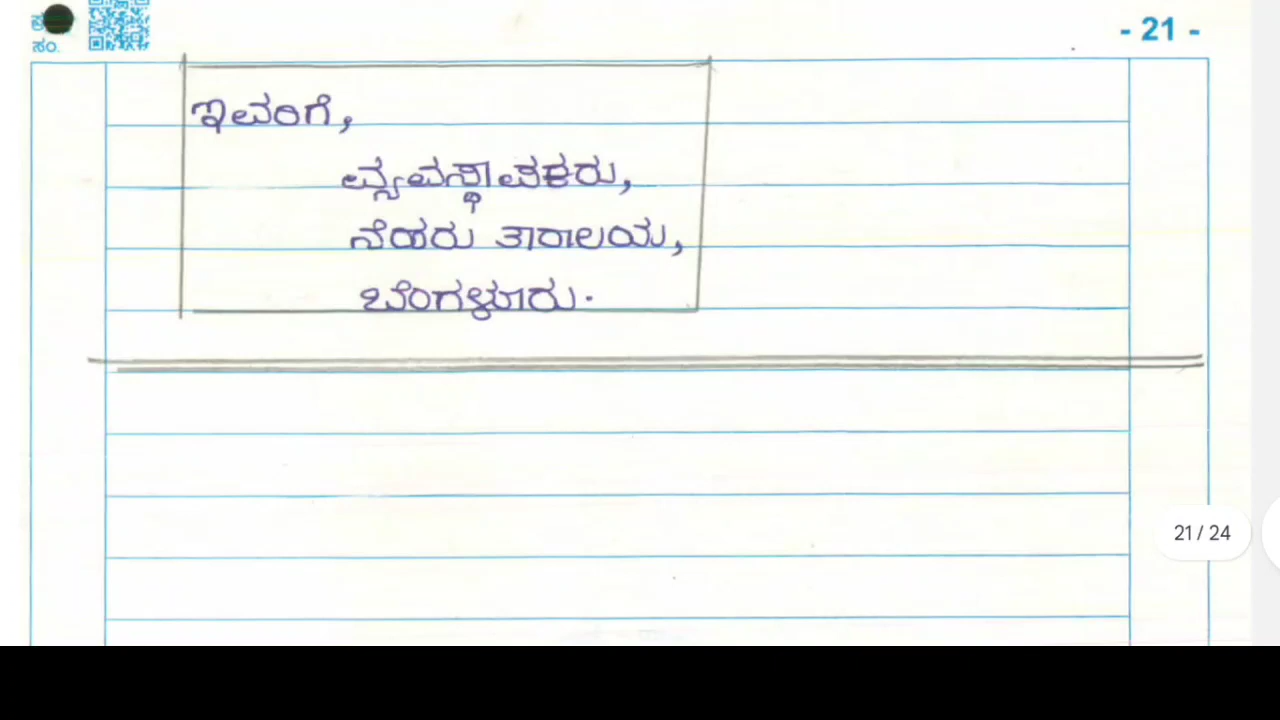 ಸಂ.
- 21 -
ಇವರಿಗೆ,
ವ್ಯವಸ್ಥಾಪಕರು,
ನೆಹರು ತಾರಾಲಯ,
ಬೆಂಗಳೂರು.
21 / 24